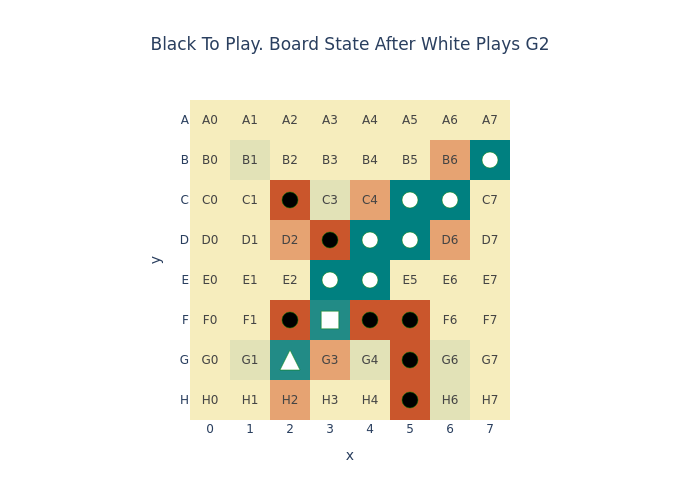 Black To Play. Board State After White Plays G2
A A0 A1 A2 A3 A4 A5 A6 A7
B B0 B1 B2 B3 B4 B5 B6
C C0 C1 C3 C4 C7
D D0 D1 D2 D6 D7
y
E E0 E1 E2 E5 E6 E7
F F0 F1 F6 F7
G G0 G1 G3 G4 G6 G7
H H0 H1 H2 H3 H4 H6 H7
0 1 2 3 4 5 6 7
x